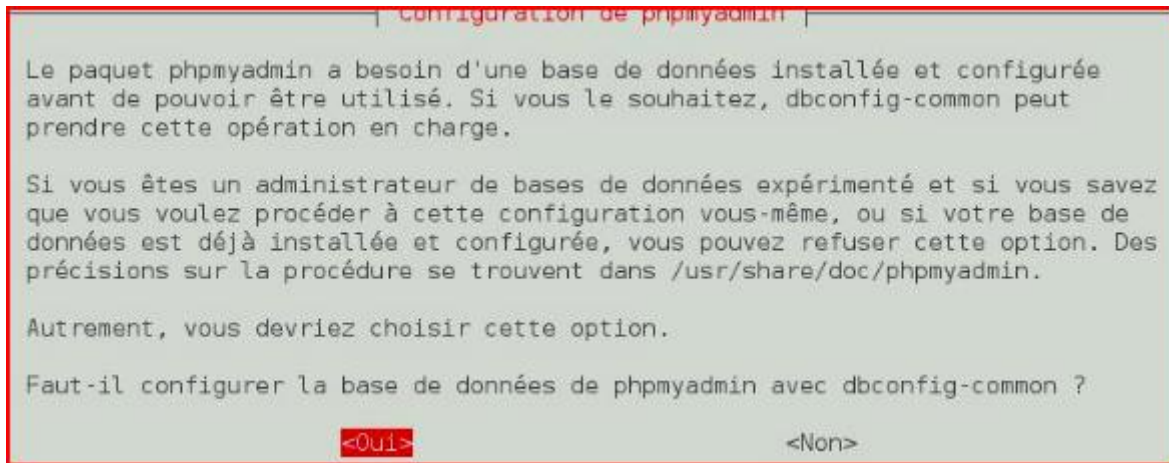 Configuration de phpmyadmin
Le paquet phpmyadmin a besoin d'une base de données installée et configurée
avant de pouvoir être utilisé. Si vous le souhaitez, dbconfig-common peut
prendre cette opération en charge.
Si vous êtes un administrateur de bases de données expérimenté et si vous savez
que vous voulez procéder à cette configuration vous-même, ou si votre base de
données est déjà installée et configurée, vous pouvez refuser cette option. Des
précisions sur la procédure se trouvent dans /usr/share/doc/phpmyadmin.
Autrement, vous devriez choisir cette option.
Faut-il configurer la base de données de phpmyadmin avec dbconfig-common ?
<Oui> <Non>